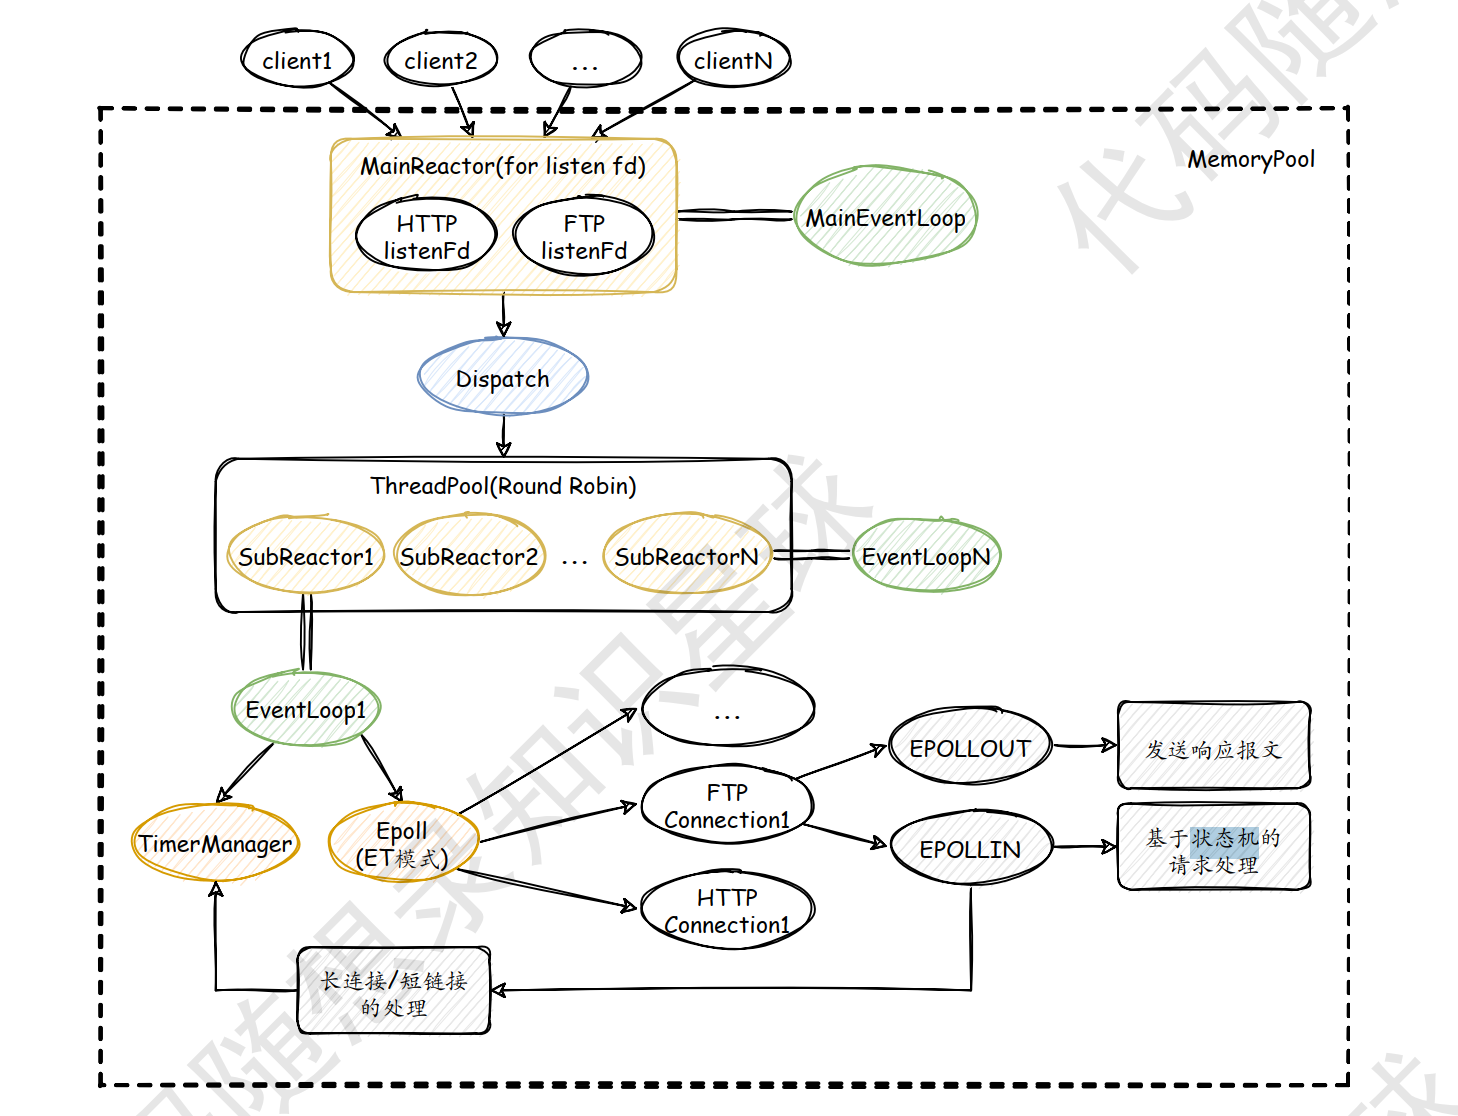 client1
client2
...
clientN
MemoryPool
MainReactor(for listen fd)
HTTP
listenFd
FTP
listenFd
MainEventLoop
Dispatch
ThreadPool(Round Robin)
SubReactor1
SubReactor2
...
SubReactorN
EventLoopN
EventLoop1
...
EPOLLOUT
发送响应报文
TimerManager
Epoll
(ET模式)
FTP
Connection1
EPOLLIN
基于状态机的
请求处理
HTTP
Connection1
长连接/短链接
的处理
代码随
码随想录知识星球
球